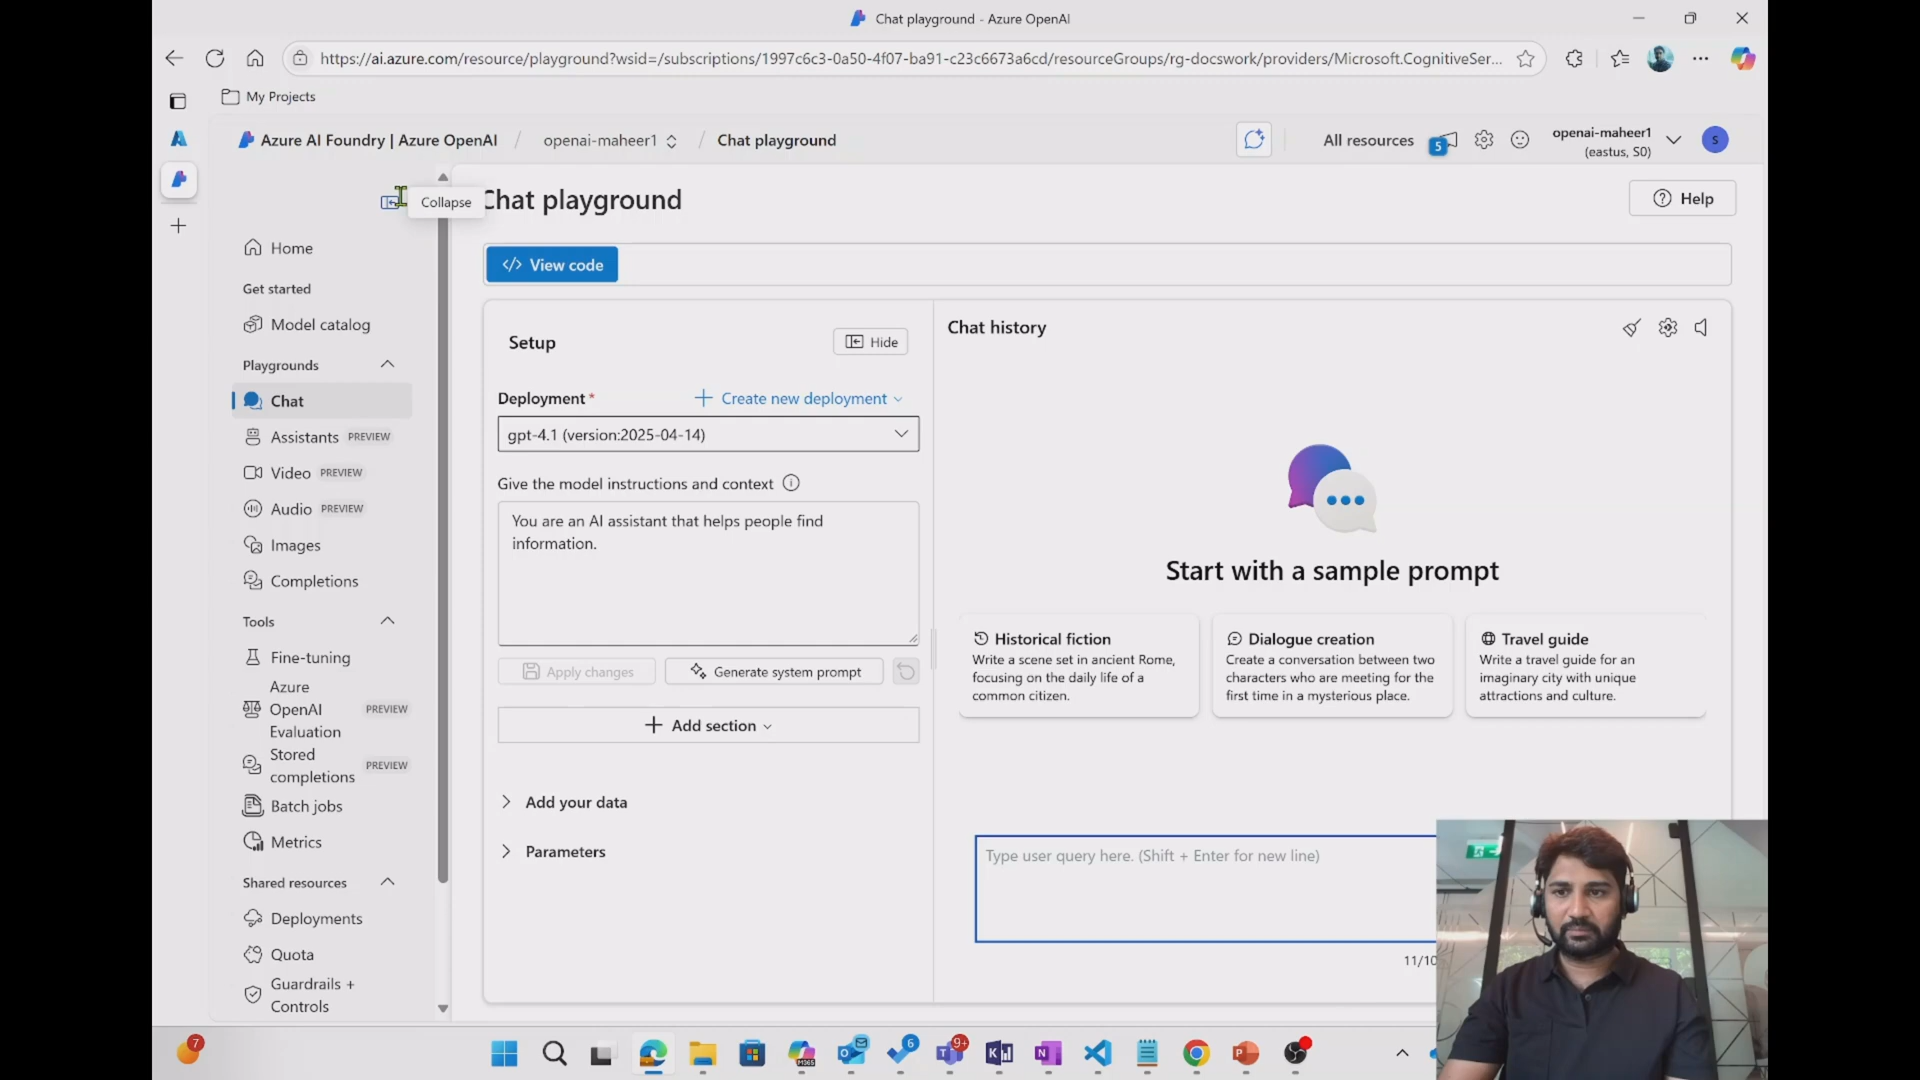 Chat playground - Azure OpenAI
https://ai.azure.com/resource/playground?wsid=/subscriptions/1997c6c3-0a50-4f07-ba91-c23c6673a6cd/resourceGroups/rg-docswork/providers/Microsoft.CognitiveSer...
My Projects
Azure AI Foundry | Azure OpenAI / openai-maheer1 / Chat playground
All resources 5 openai-maheer1
(eastus, S0)
S
Collapse
Chat playground
Help
Home
Get started
Model catalog
Playgrounds
Chat
Assistants PREVIEW
Video PREVIEW
Audio PREVIEW
Images
Completions
Tools
Fine-tuning
Azure
OpenAI PREVIEW
Evaluation
Stored
completions PREVIEW
Batch jobs
Metrics
Shared resources
Deployments
Quota
Guardrails +
Controls
</> View code
Setup
Hide
Deployment*
+ Create new deployment
gpt-4.1 (version:2025-04-14)
Give the model instructions and context
You are an AI assistant that helps people find
information.
Apply changes
Generate system prompt
+ Add section
Add your data
Parameters
Chat history
Start with a sample prompt
Historical fiction
Write a scene set in ancient Rome,
focusing on the daily life of a
common citizen.
Dialogue creation
Create a conversation between two
characters who are meeting for the
first time in a mysterious place.
Travel guide
Write a travel guide for an
imaginary city with unique
attractions and culture.
Type user query here. (Shift + Enter for new line)
11/10
7
M365
6
9+